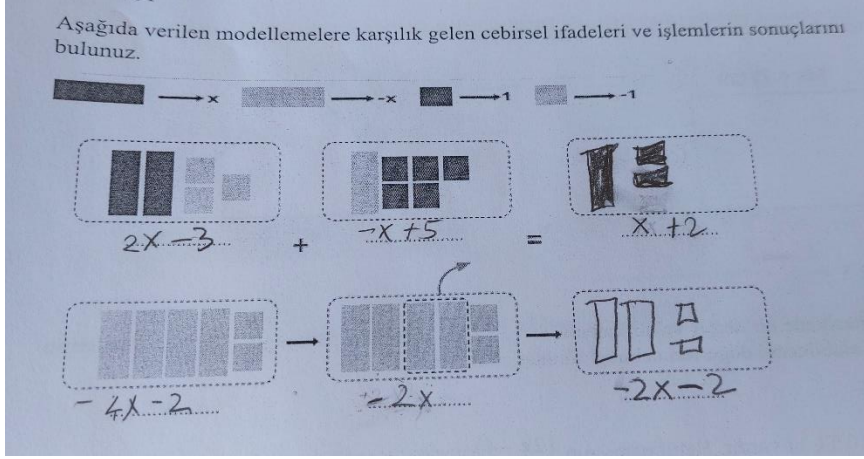 Aşağıda verilen modellemelere karşılık gelen cebirsel ifadeleri ve işlemlerin sonuçlarını
bulunuz.
→ x → -x → 1 → -1
2x - 3 + -x + 5 = x + 2
→ →
- 4x - 2 - 2x -2x - 2